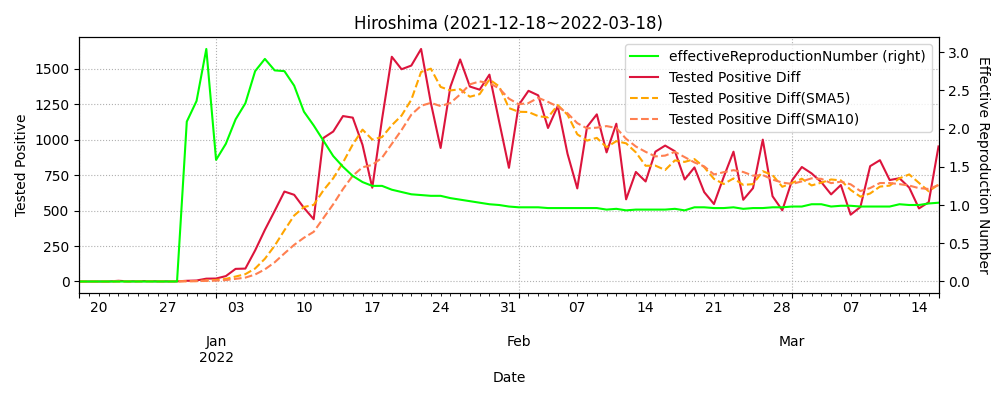 Hiroshima (2021-12-18~2022-03-18)
effectiveReproductionNumber (right)
Tested Positive Diff
Tested Positive Diff(SMA5)
Tested Positive Diff(SMA10)
Tested Positive
1500
1250
1000
750
500
250
0
3.0
2.5
2.0
1.5
1.0
0.5
0.0
Effective Reproduction Number
20 27 03 10 17 24 31 07 14 21 28 07 14
Jan Feb Mar
2022
Date